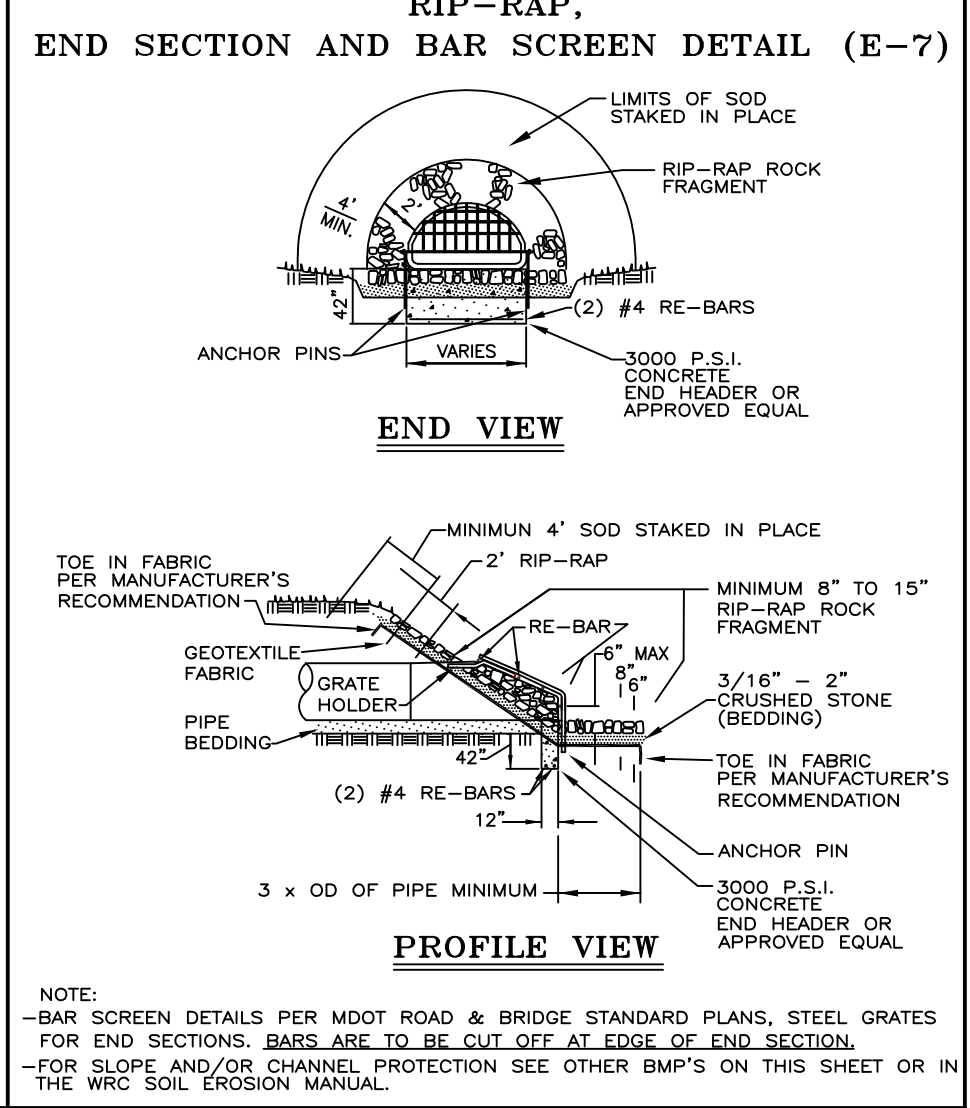 RIP-RAP,
END SECTION AND BAR SCREEN DETAIL (E-7)
LIMITS OF SOD
STAKED IN PLACE
RIP-RAP ROCK
FRAGMENT
4'
MIN.
2'
42"
(2) #4 RE-BARS
ANCHOR PINS
VARIES
3000 P.S.I.
CONCRETE
END HEADER OR
APPROVED EQUAL
END VIEW
MINIMUN 4' SOD STAKED IN PLACE
TOE IN FABRIC
PER MANUFACTURER'S
RECOMMENDATION
2' RIP-RAP
MINIMUM 8" TO 15"
RIP-RAP ROCK
FRAGMENT
RE-BAR
GEOTEXTILE
FABRIC
6" MAX
8"
6"
GRATE
HOLDER
3/16" - 2"
CRUSHED STONE
(BEDDING)
PIPE
BEDDING
42"
TOE IN FABRIC
PER MANUFACTURER'S
RECOMMENDATION
(2) #4 RE-BARS
12"
ANCHOR PIN
3 x OD OF PIPE MINIMUM
3000 P.S.I.
CONCRETE
END HEADER OR
APPROVED EQUAL
PROFILE VIEW
NOTE:
-BAR SCREEN DETAILS PER MDOT ROAD & BRIDGE STANDARD PLANS, STEEL GRATES
FOR END SECTIONS. BARS ARE TO BE CUT OFF AT EDGE OF END SECTION.
-FOR SLOPE AND/OR CHANNEL PROTECTION SEE OTHER BMP'S ON THIS SHEET OR IN
THE WRC SOIL EROSION MANUAL.